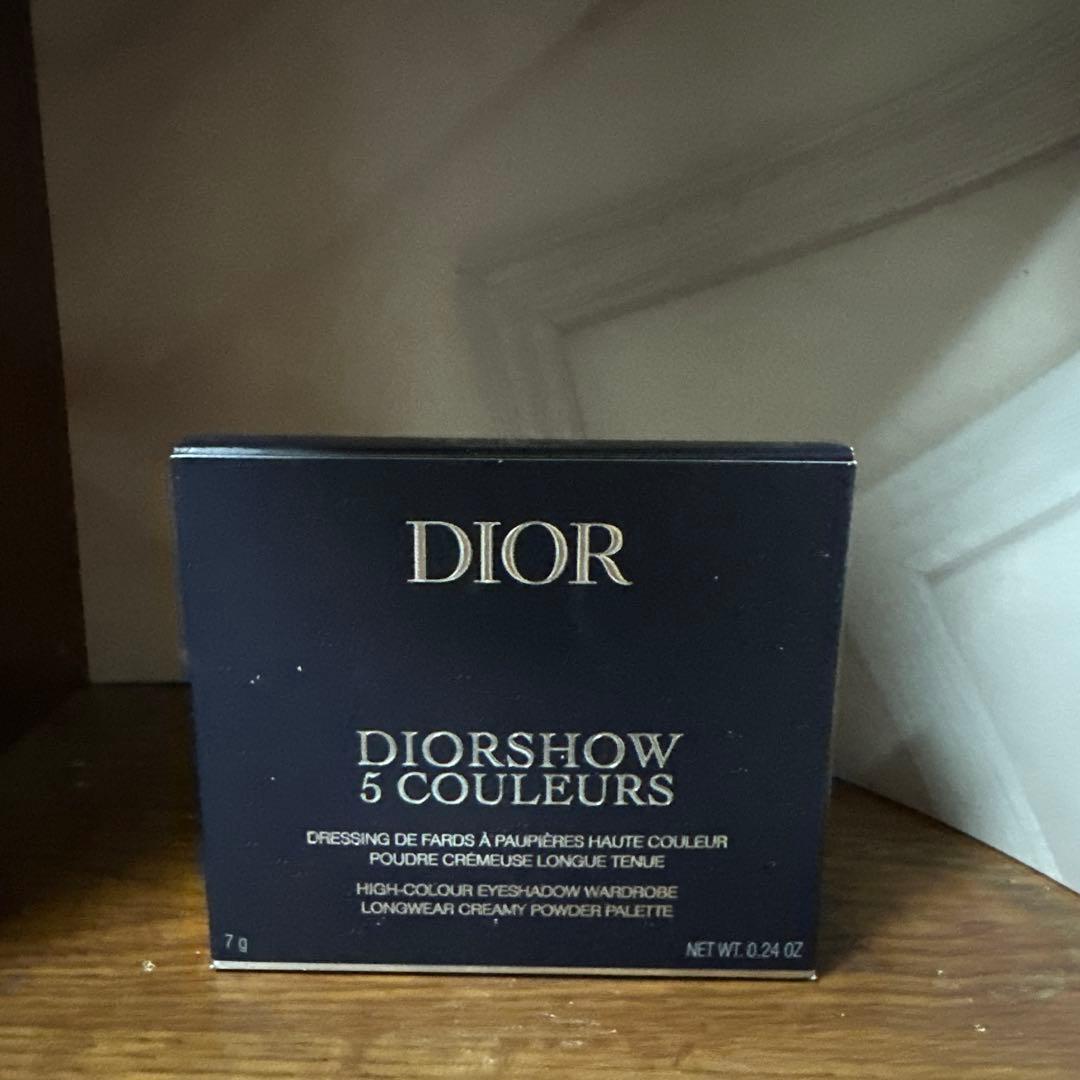 DIOR
DIORSHOW
5 COULEURS
DRESSING DE FARDS À PAUPIÈRES HAUTE COULEUR
POUDRE CRÉMEUSE LONGUE TENUE
HIGH-COLOUR EYESHADOW WARDROBE
LONGWEAR CREAMY POWDER PALETTE
7 g
NET WT. 0.24 OZ